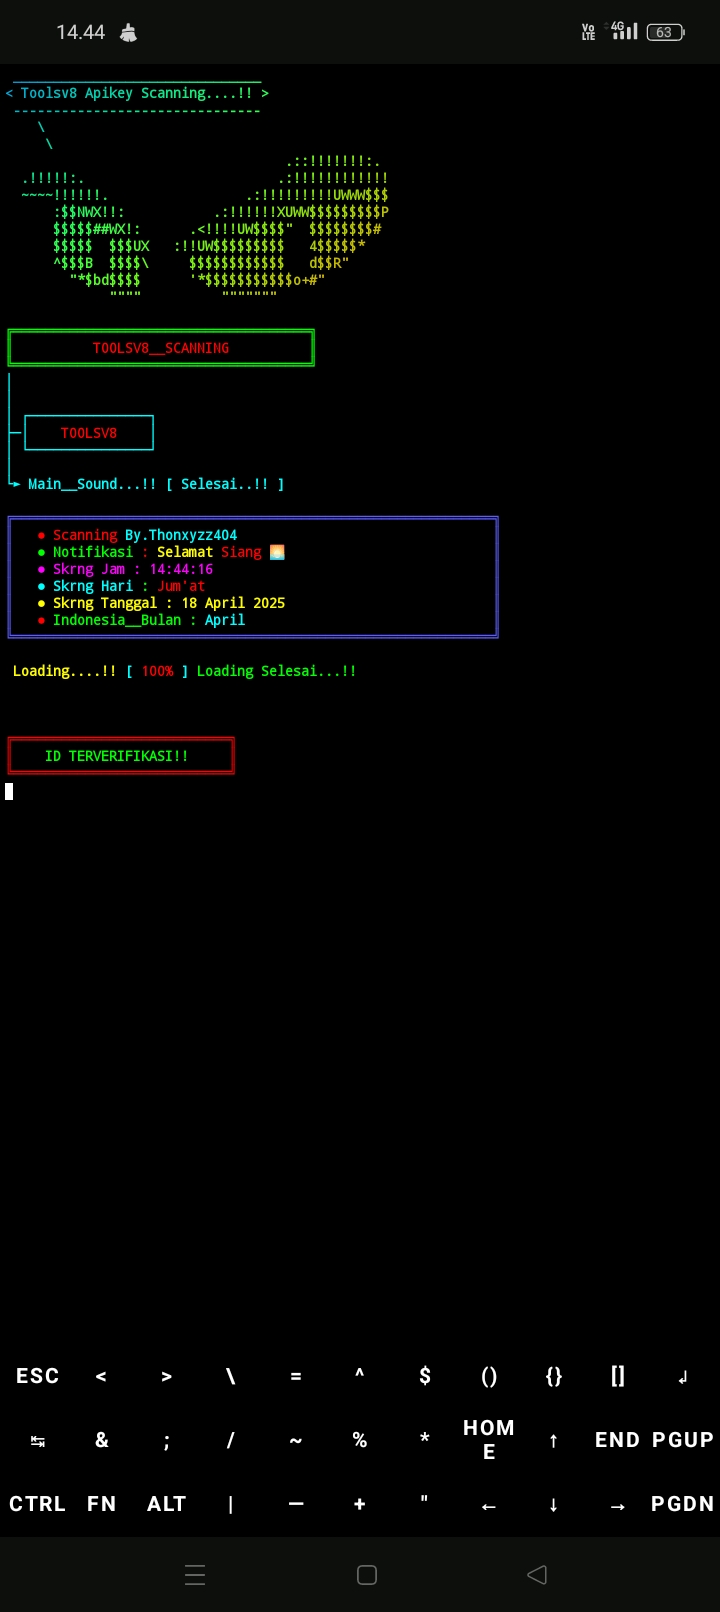 14.44 Vo LTE 4G 63
< Toolsv8 Apikey Scanning....!! >
------------------------------
\
\
.::!!!!!!!:.
.!!!!!:. .:!!!!!!!!!!!!
~~~~!!!!!!. .:!!!!!!!!!UWWW$$$
:$$NWX!!: .:!!!!!!XUWW$$$$$$$$$P
$$$$$##WX!: .<!!!!UW$$$$" $$$$$$$$#
$$$$$ $$$UX :!!UW$$$$$$$$$ 4$$$$$*
^$$$B $$$$\ $$$$$$$$$$$$ d$$R"
"*$bd$$$$ '*$$$$$$$$$$$o+#"
"""" """""""
TOOLSV8__SCANNING
TOOLSV8
Main__Sound...!! [ Selesai..!! ]
● Scanning By.Thonxyzz404
● Notifikasi : Selamat Siang 🌅
● Skrng Jam : 14:44:16
● Skrng Hari : Jum'at
● Skrng Tanggal : 18 April 2025
● Indonesia__Bulan : April
Loading....!! [ 100% ] Loading Selesai...!!
ID TERVERIFIKASI!!
ESC < > \ = ^ $ () {} [] ↲
↹ & ; / ~ % * HOME ↑ END PGUP
CTRL FN ALT | — + " ← ↓ → PGDN